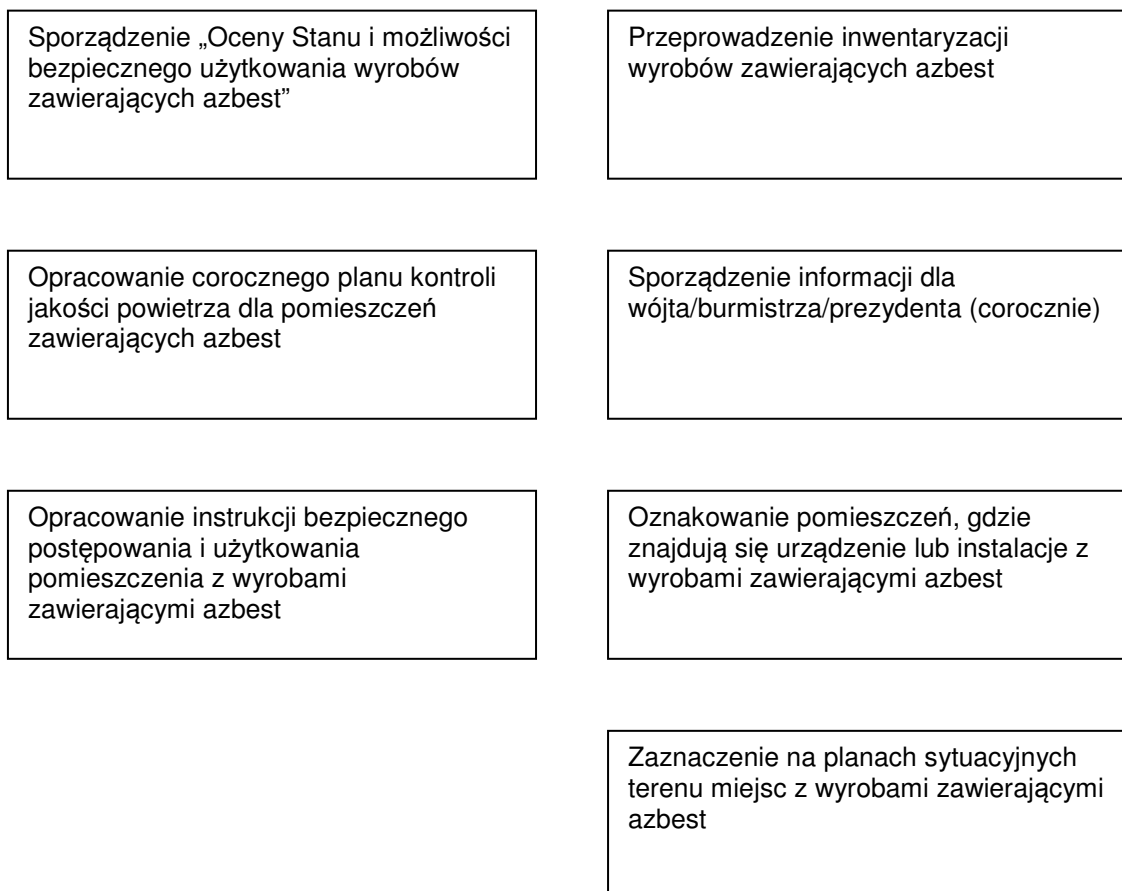 Sporządzenie „Oceny Stanu i możliwości
bezpiecznego użytkowania wyrobów
zawierających azbest”
Przeprowadzenie inwentaryzacji
wyrobów zawierających azbest
Opracowanie corocznego planu kontroli
jakości powietrza dla pomieszczeń
zawierających azbest
Sporządzenie informacji dla
wójta/burmistrza/prezydenta (corocznie)
Opracowanie instrukcji bezpiecznego
postępowania i użytkowania
pomieszczenia z wyrobami
zawierającymi azbest
Oznakowanie pomieszczeń, gdzie
znajdują się urządzenie lub instalacje z
wyrobami zawierającymi azbest
Zaznaczenie na planach sytuacyjnych
terenu miejsc z wyrobami zawierającymi
azbest